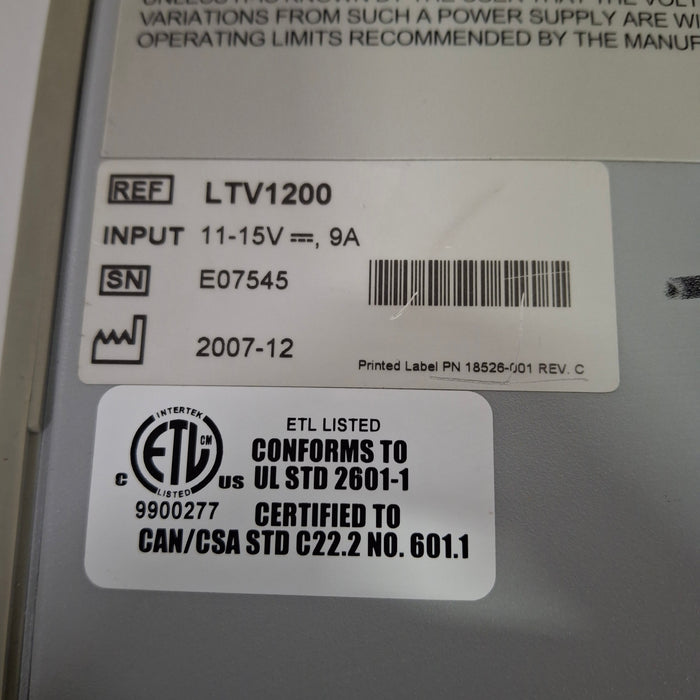 VARIATIONS FROM SUCH A POWER SUPPLY ARE
OPERATING LIMITS RECOMMENDED BY THE
REF LTV1200
INPUT 11-15V ⎓, 9A
SN E07545
2007-12
Printed Label PN 18526-001 REV. C
INTERTEK
ETL CM
LISTED
C US
9900277
ETL LISTED
CONFORMS TO
UL STD 2601-1
CERTIFIED TO
CAN/CSA STD C22.2 NO. 601.1